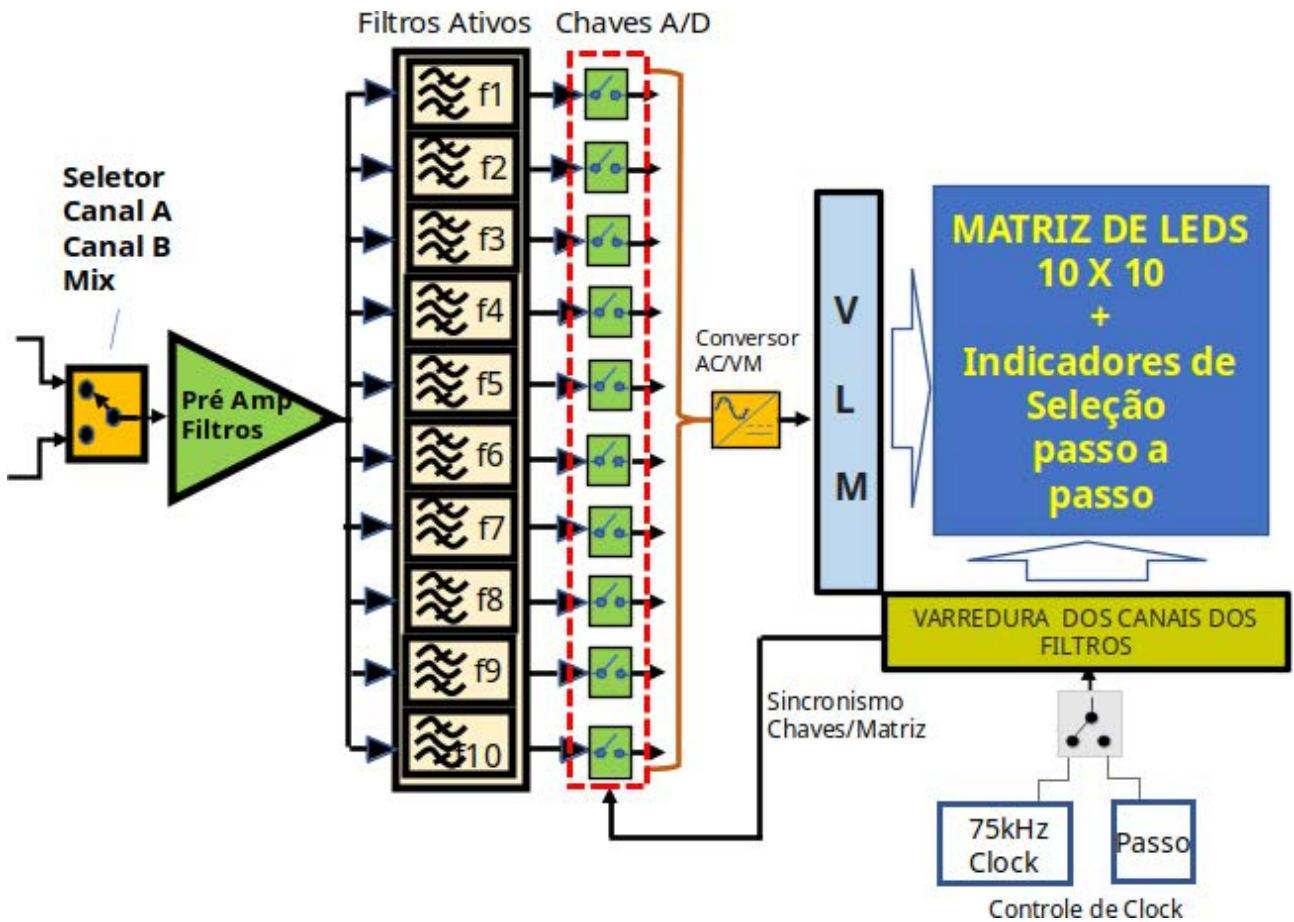 Filtros Ativos
Chaves A/D
f1
f2
f3
f4
f5
f6
f7
f8
f9
f10
Seletor
Canal A
Canal B
Mix
Pré Amp
Filtros
Conversor
AC/VM
V
L
M
MATRIZ DE LEDS
10 X 10
+
Indicadores de
Seleção
passo a
passo
VARREDURA DOS CANAIS DOS
FILTROS
Sincronismo
Chaves/Matriz
75kHz
Clock
Passo
Controle de Clock